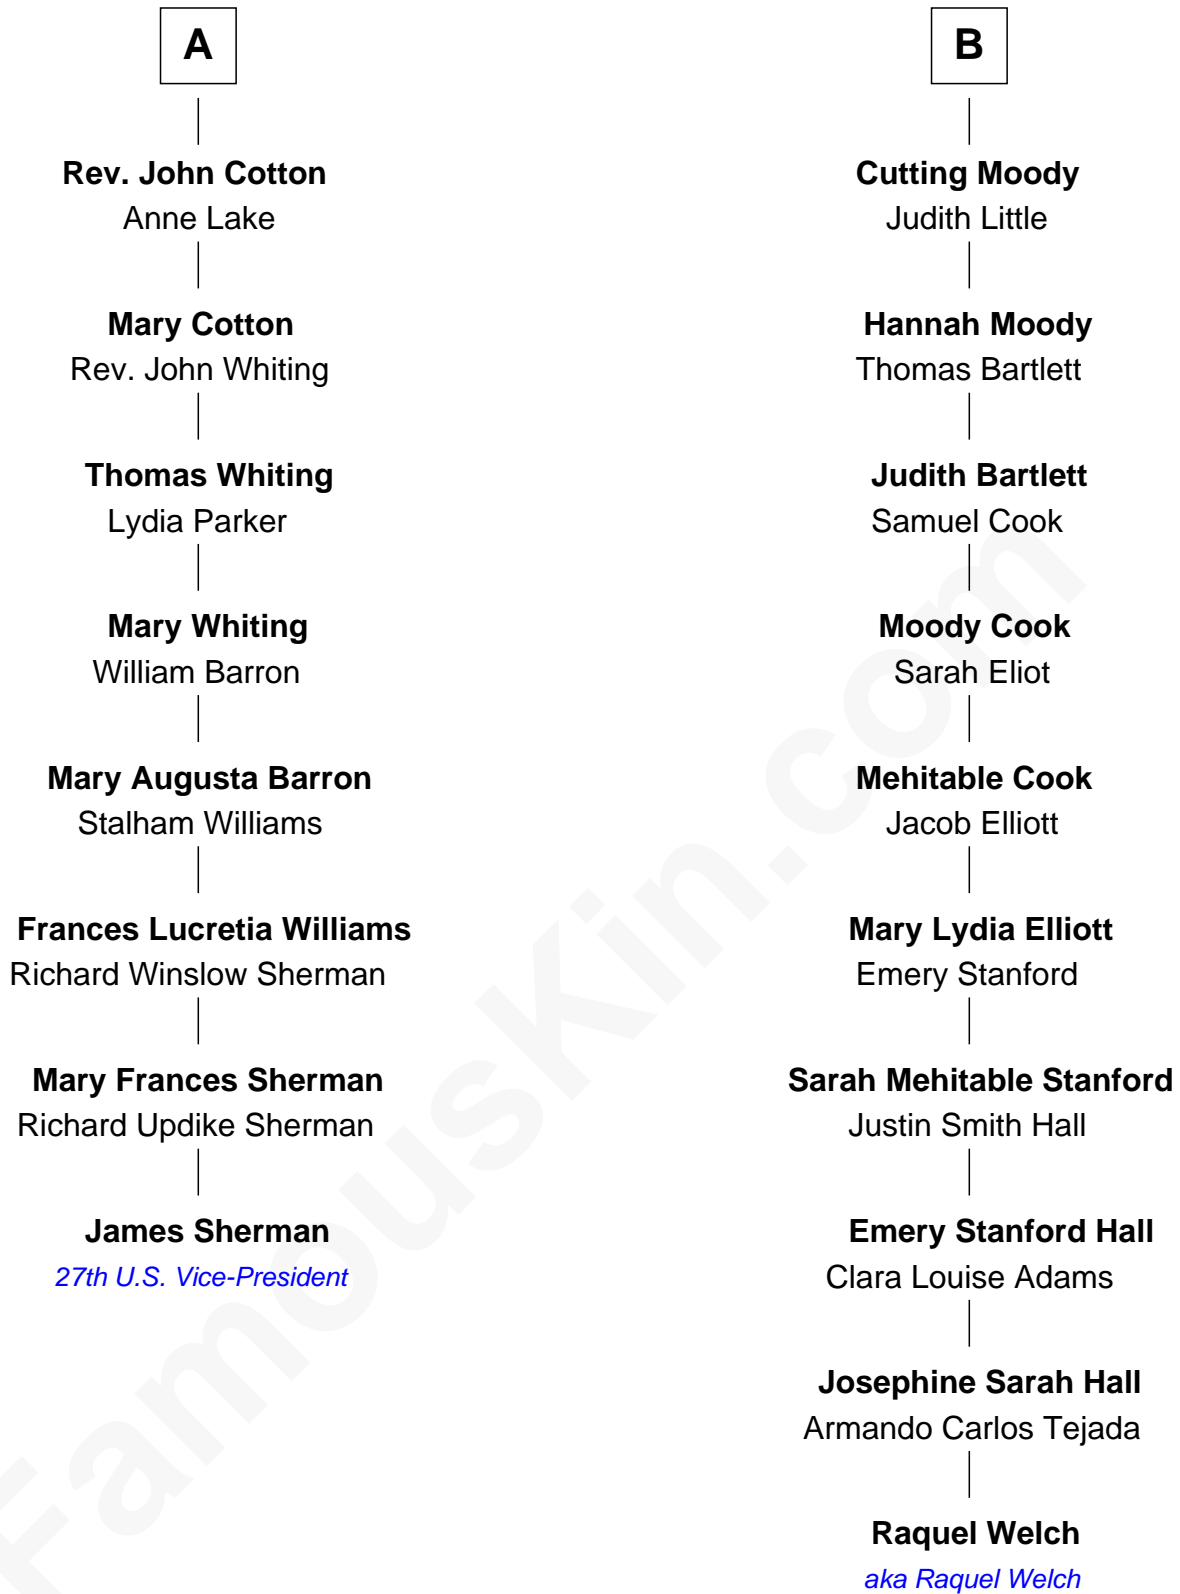 A
Rev. John Cotton
Anne Lake
Mary Cotton
Rev. John Whiting
Thomas Whiting
Lydia Parker
Mary Whiting
William Barron
Mary Augusta Barron
Stalham Williams
Frances Lucretia Williams
Richard Winslow Sherman
Mary Frances Sherman
Richard Updike Sherman
James Sherman
27th U.S. Vice-President
B
Cutting Moody
Judith Little
Hannah Moody
Thomas Bartlett
Judith Bartlett
Samuel Cook
Moody Cook
Sarah Eliot
Mehitable Cook
Jacob Elliott
Mary Lydia Elliott
Emery Stanford
Sarah Mehitable Stanford
Justin Smith Hall
Emery Stanford Hall
Clara Louise Adams
Josephine Sarah Hall
Armando Carlos Tejada
Raquel Welch
aka Raquel Welch
FamousKin.com